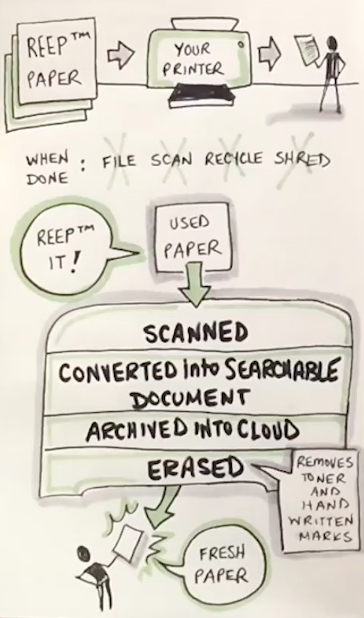 REEP™
PAPER
YOUR
PRINTER
WHEN DONE: FILE SCAN RECYCLE SHRED
REEP™
IT!
USED
PAPER
SCANNED
CONVERTED into SEARCHABLE
DOCUMENT
ARCHIVED INTO CLOUD
ERASED
REMOVES
TONER
AND
HAND
WRITTEN
MARKS
FRESH
PAPER